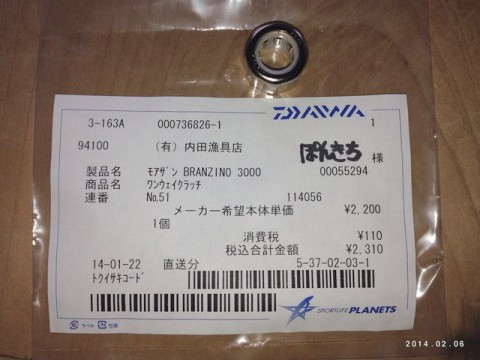 DAIWA
3-163A 000736826-1 1
94100 (有) 内田漁具店 ぽんきち 様
製品名 モアザン BRANZINO 3000 00055294
商品名 ワンウェイクラッチ
連番 No.51 114056
メーカー希望本体単価 ¥2,200
1個
消費税 ¥110
税込合計金額 ¥2,310
14-01-22 直送分 5-37-02-03-1
トクイサキコード
SPORTLIFE PLANETS
ラベル 包装
2014.02.06